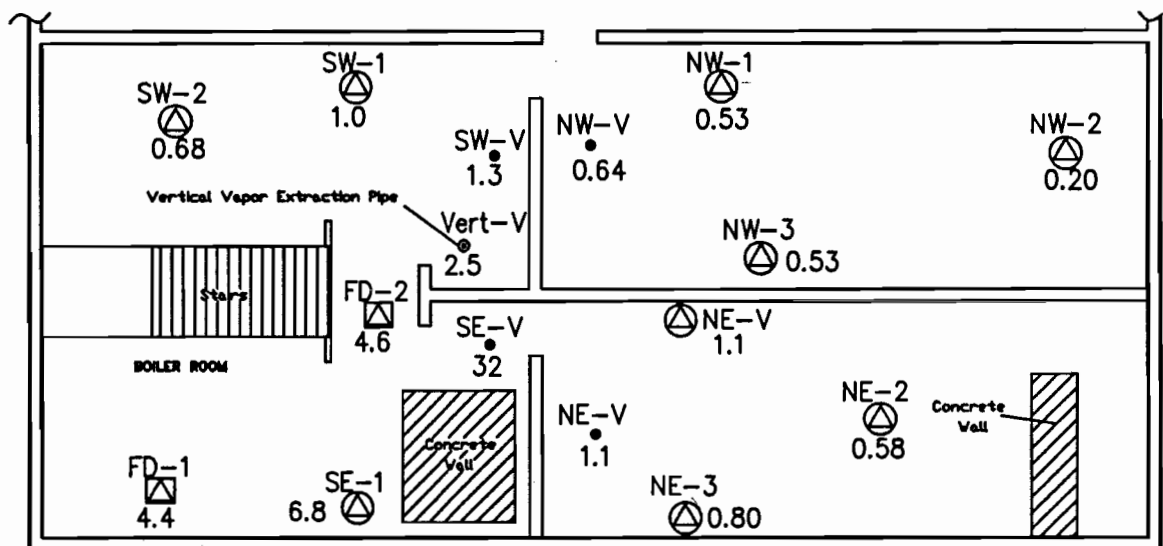 SW-1
1.0
NW-1
0.53
SW-2
0.68
SW-V
1.3
NW-V
0.64
NW-2
0.20
Vertical Vapor Extraction Pipe
Vert-V
2.5
NW-3
0.53
Stairs
FD-2
4.6
SE-V
32
NE-V
1.1
BOILER ROOM
NE-2
0.58
Concrete
Wall
Concrete
Wall
NE-V
1.1
FD-1
4.4
SE-1
6.8
NE-3
0.80